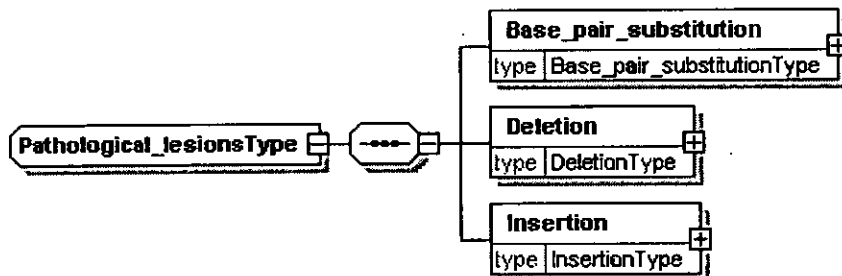 Base_pair_substitution
type Base_pair_substitutionType
Pathological_lesionsType
Deletion
type DeletionType
Insertion
type InsertionType